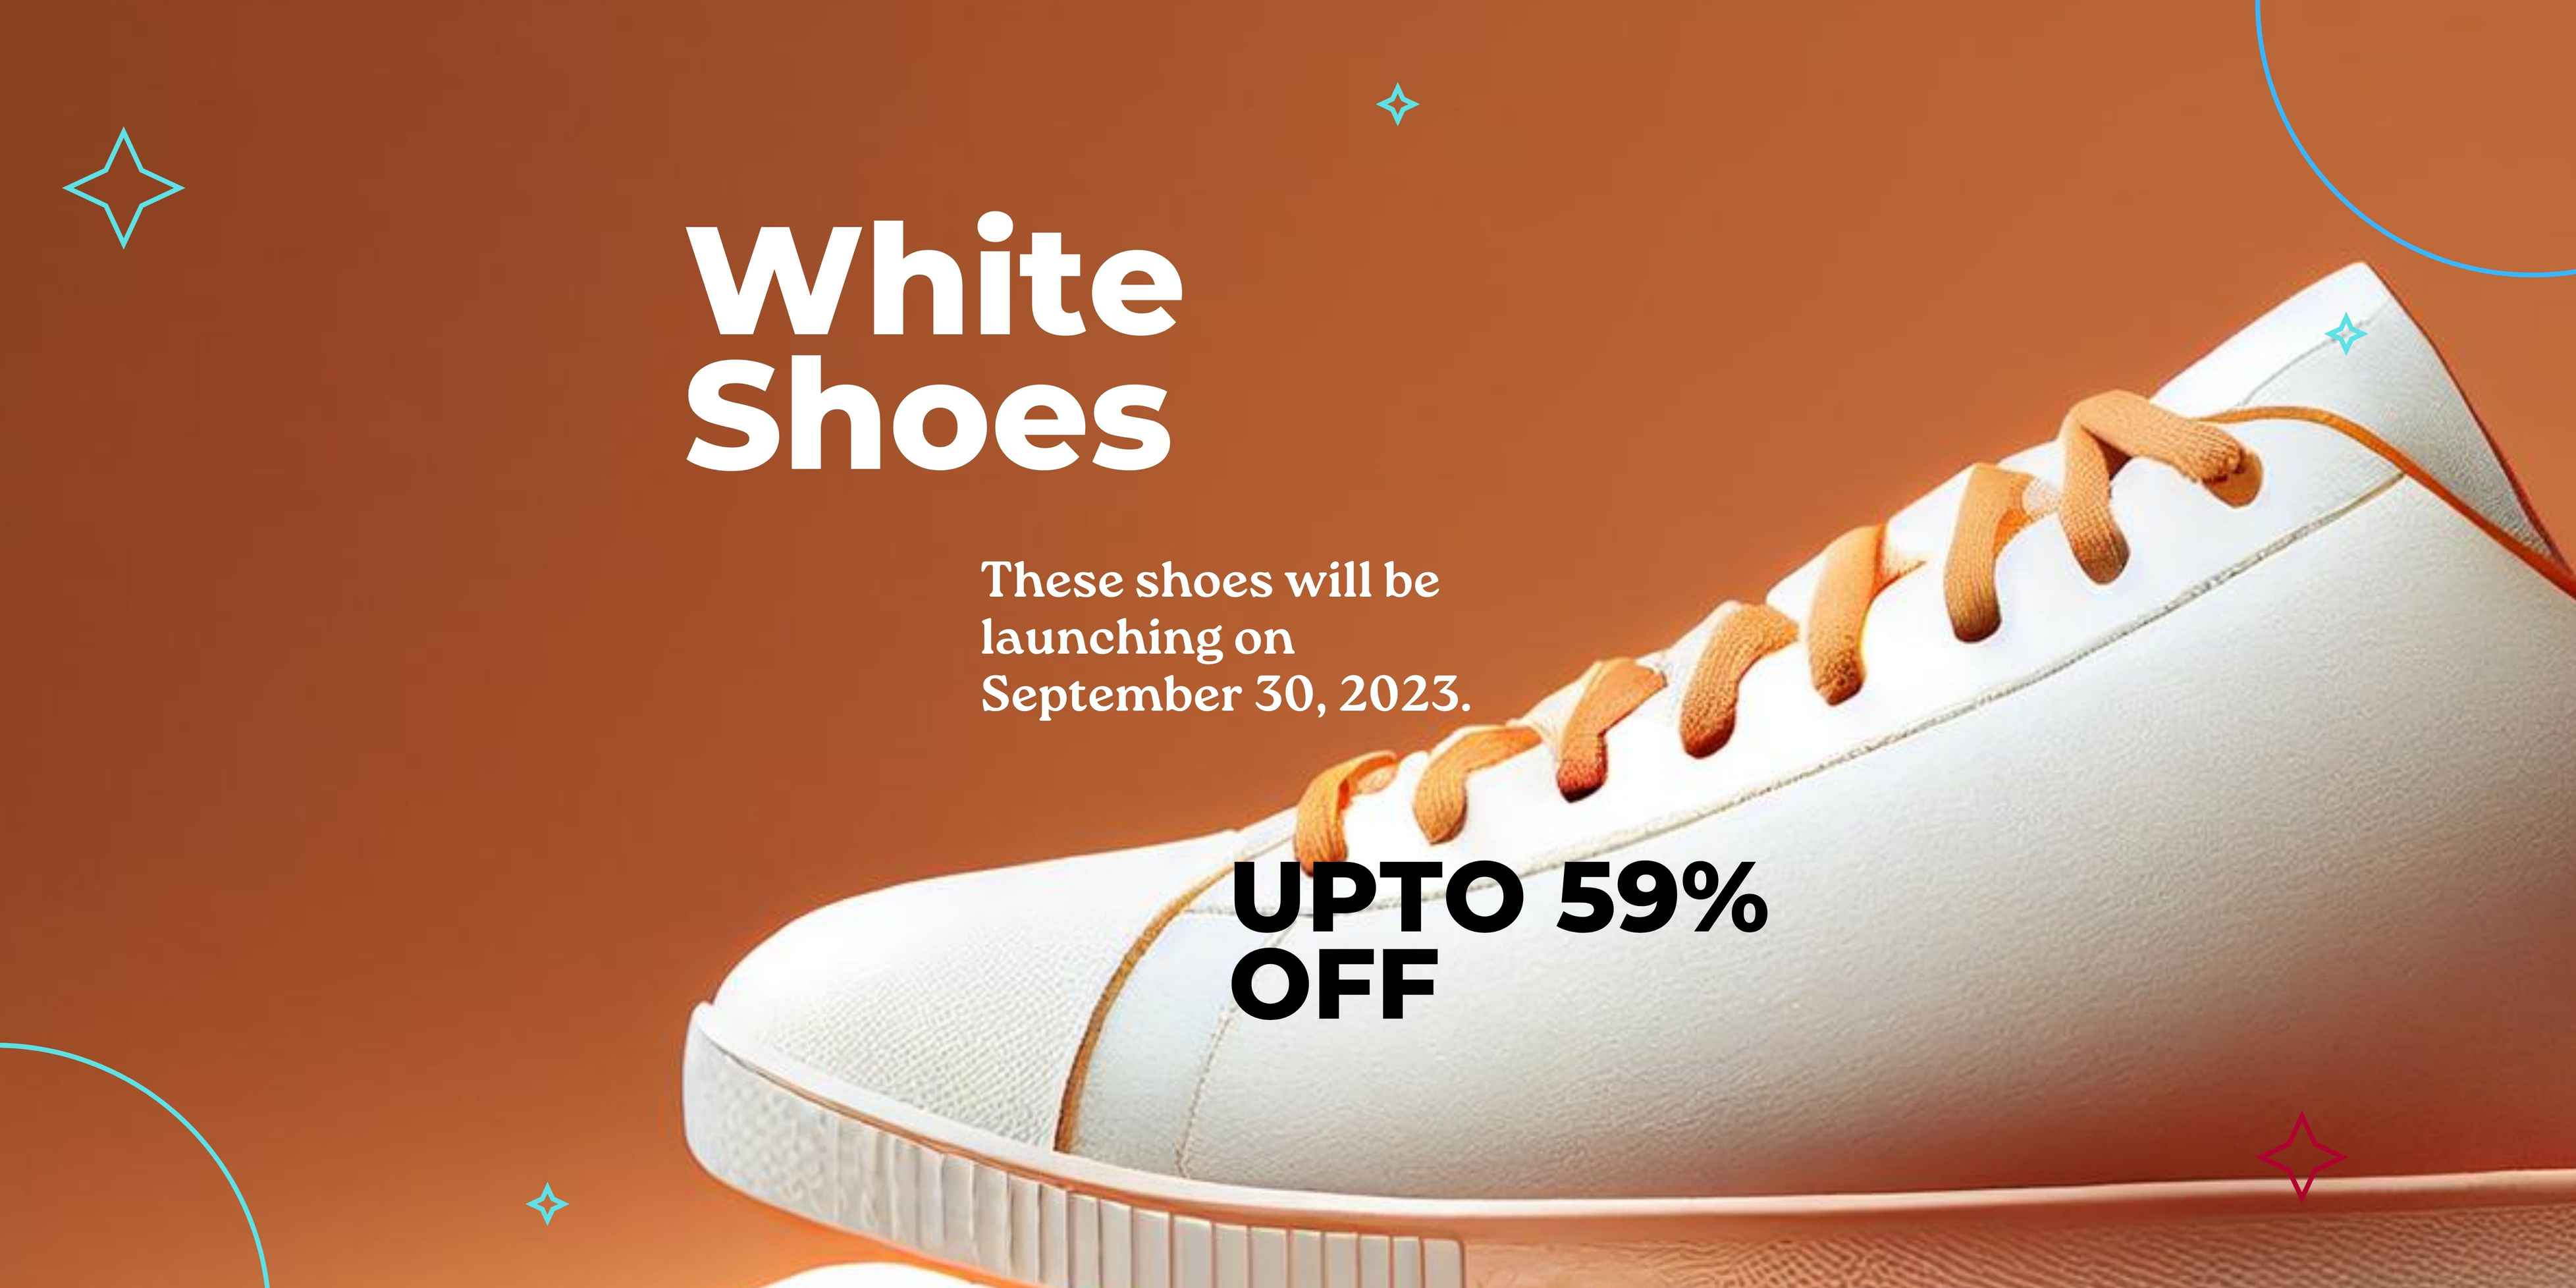 White
Shoes
These shoes will be
launching on
September 30, 2023.
UPTO 59%
OFF